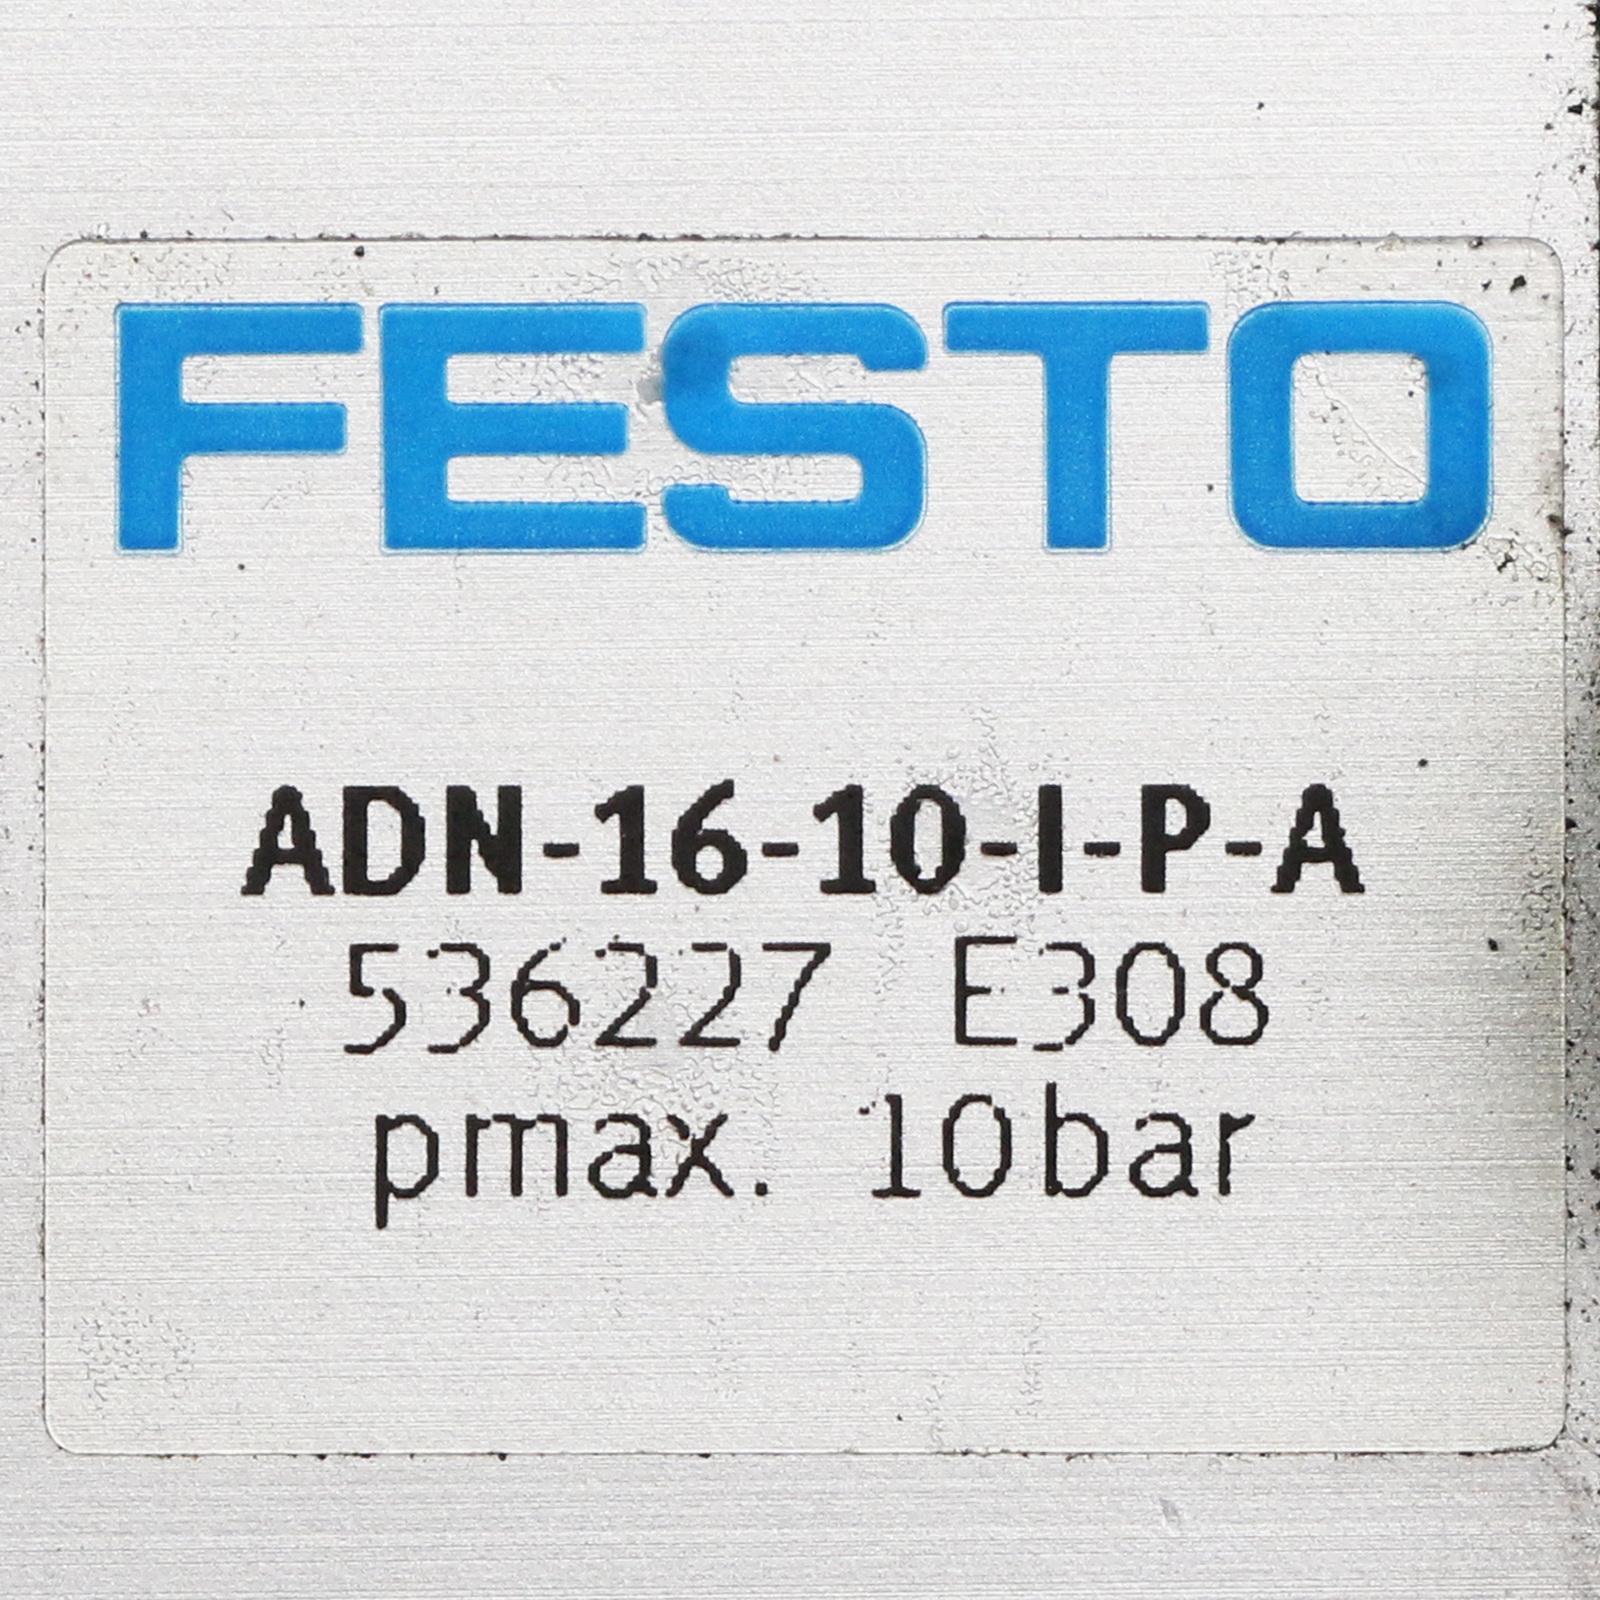 FESTO
ADN-16-10-I-P-A
536227 E308
pmax. 10bar